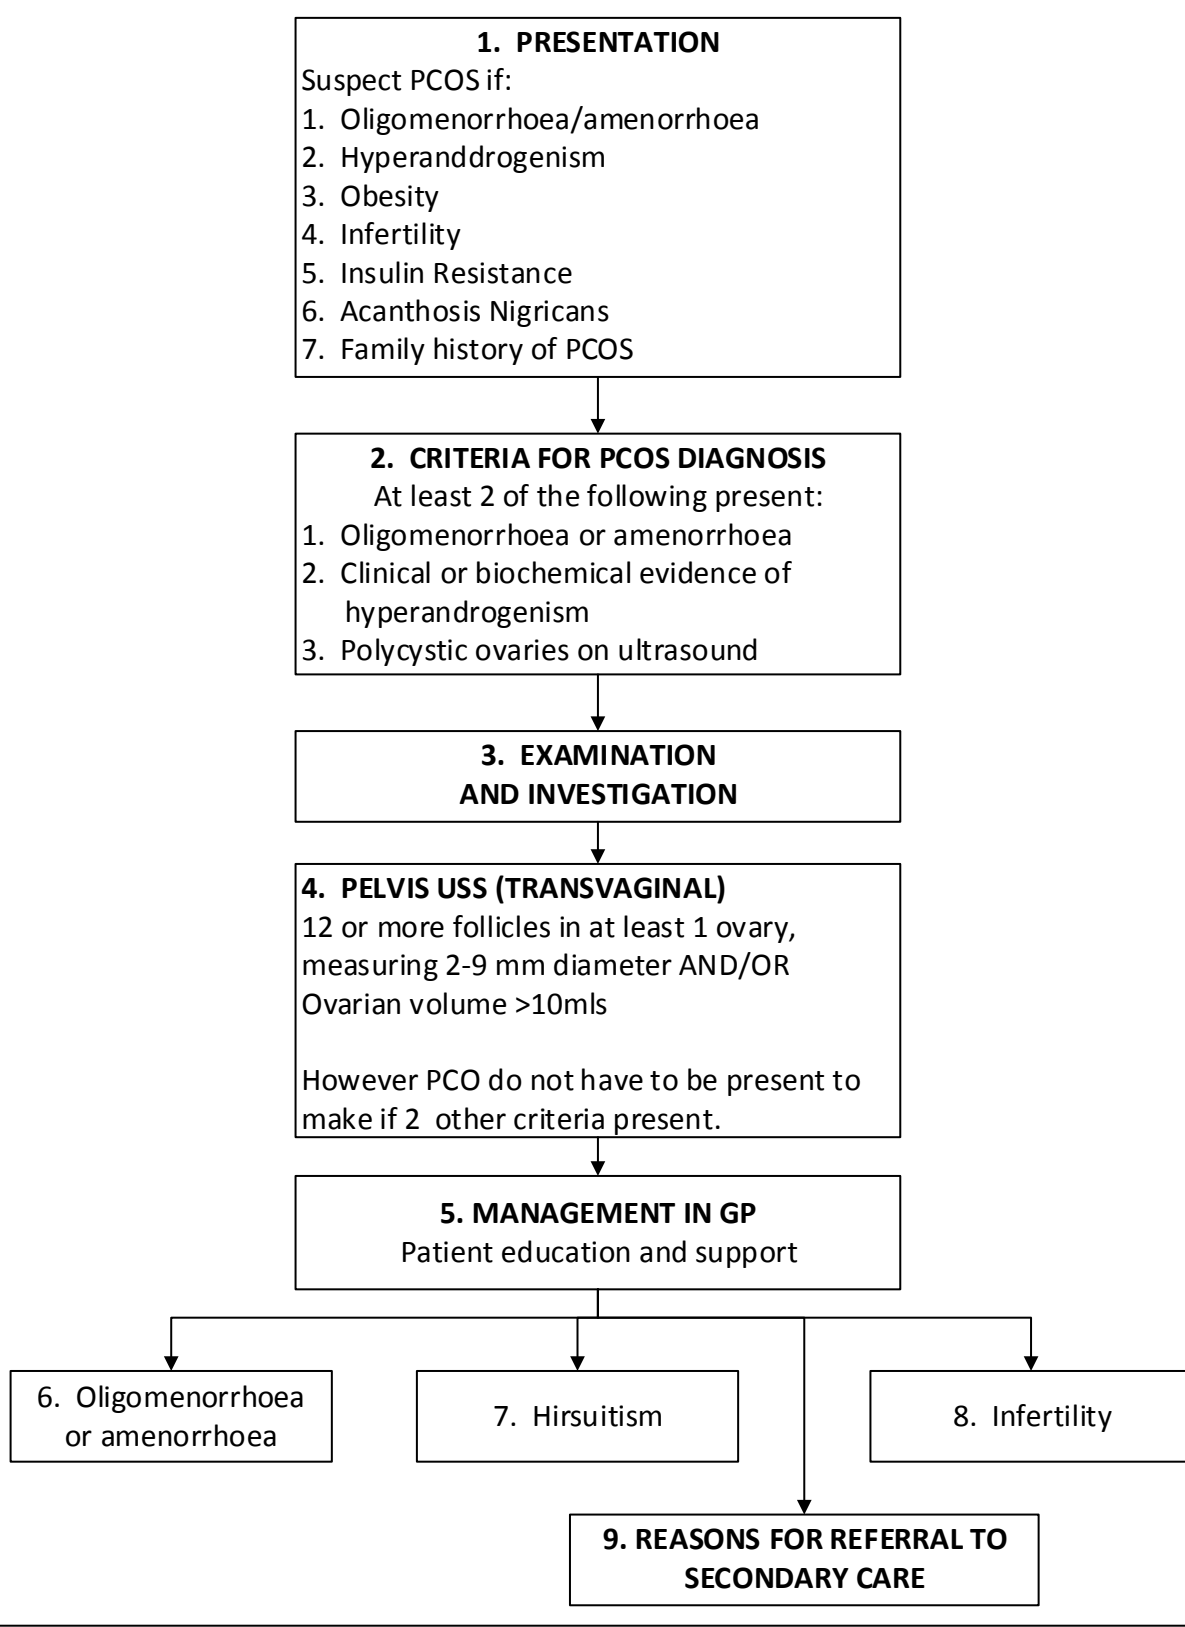 1. PRESENTATION
Suspect PCOS if:
1. Oligomenorrhoea/amenorrhoea
2. Hyperanddrogenism
3. Obesity
4. Infertility
5. Insulin Resistance
6. Acanthosis Nigricans
7. Family history of PCOS
2. CRITERIA FOR PCOS DIAGNOSIS
At least 2 of the following present:
1. Oligomenorrhoea or amenorrhoea
2. Clinical or biochemical evidence of
hyperandrogenism
3. Polycystic ovaries on ultrasound
3. EXAMINATION
AND INVESTIGATION
4. PELVIS USS (TRANSVAGINAL)
12 or more follicles in at least 1 ovary,
measuring 2-9 mm diameter AND/OR
Ovarian volume >10mls
However PCO do not have to be present to
make if 2 other criteria present.
5. MANAGEMENT IN GP
Patient education and support
6. Oligomenorrhoea
or amenorrhoea
7. Hirsuitism
8. Infertility
9. REASONS FOR REFERRAL TO
SECONDARY CARE